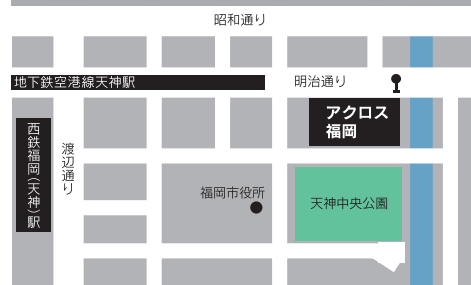 昭和通り
地下鉄空港線天神駅
明治通り
アクロス
福岡
西鉄福岡(天神)駅
渡辺通り
福岡市役所
天神中央公園